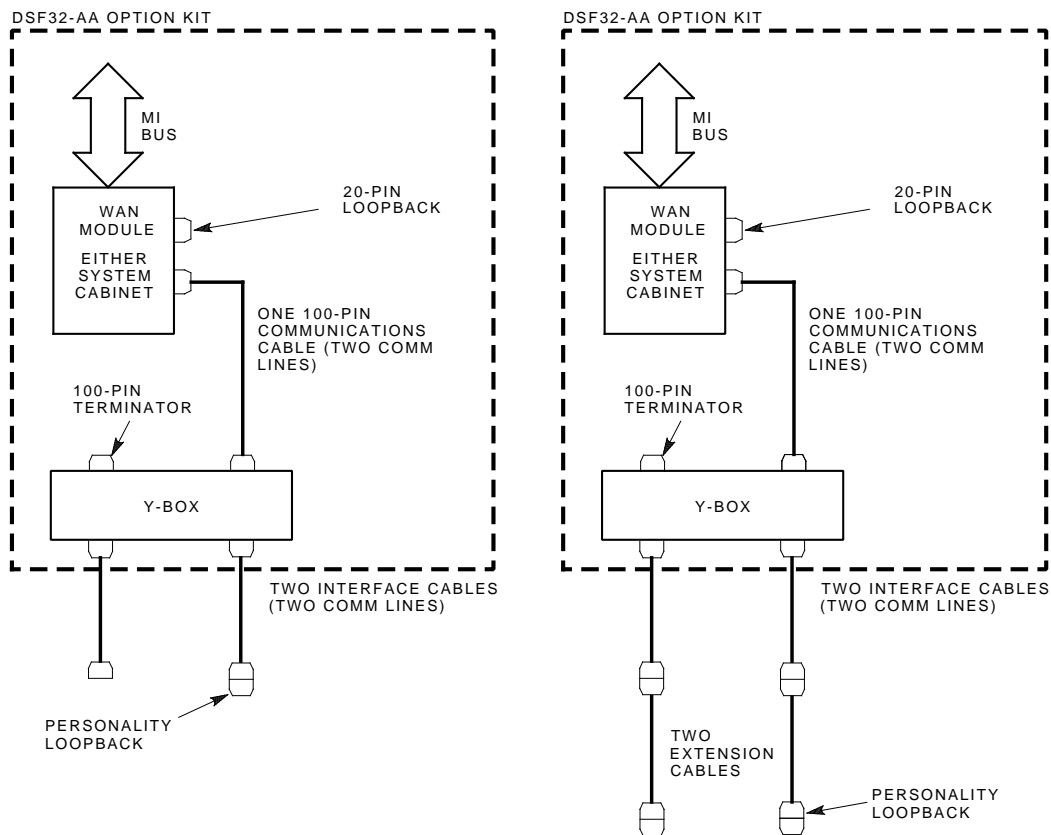 DSF32-AA OPTION KIT
MI
BUS
20-PIN
LOOPBACK
WAN
MODULE
EITHER
SYSTEM
CABINET
ONE 100-PIN
COMMUNICATIONS
CABLE (TWO COMM
LINES)
100-PIN
TERMINATOR
Y-BOX
TWO INTERFACE CABLES
(TWO COMM LINES)
PERSONALITY
LOOPBACK
DSF32-AA OPTION KIT
MI
BUS
20-PIN
LOOPBACK
WAN
MODULE
EITHER
SYSTEM
CABINET
ONE 100-PIN
COMMUNICATIONS
CABLE (TWO COMM
LINES)
100-PIN
TERMINATOR
Y-BOX
TWO INTERFACE CABLES
(TWO COMM LINES)
TWO
EXTENSION
CABLES
PERSONALITY
LOOPBACK